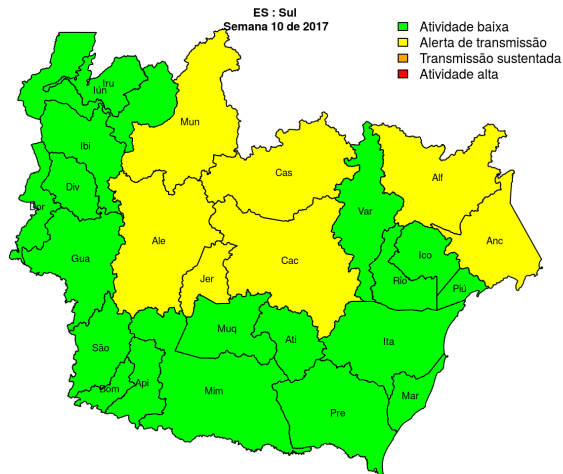 ES : Sul
Semana 10 de 2017
Atividade baixa
Alerta de transmissão
Transmissão sustentada
Atividade alta
Iru
Iún
Mun
Ibi
Cas
Alf
Div
Dor
Var
Ale
Anc
Gua
Cac
Ico
Jer
Rio
Piú
Muq
Ati
Ita
São
Bom
Api
Mim
Mar
Pre